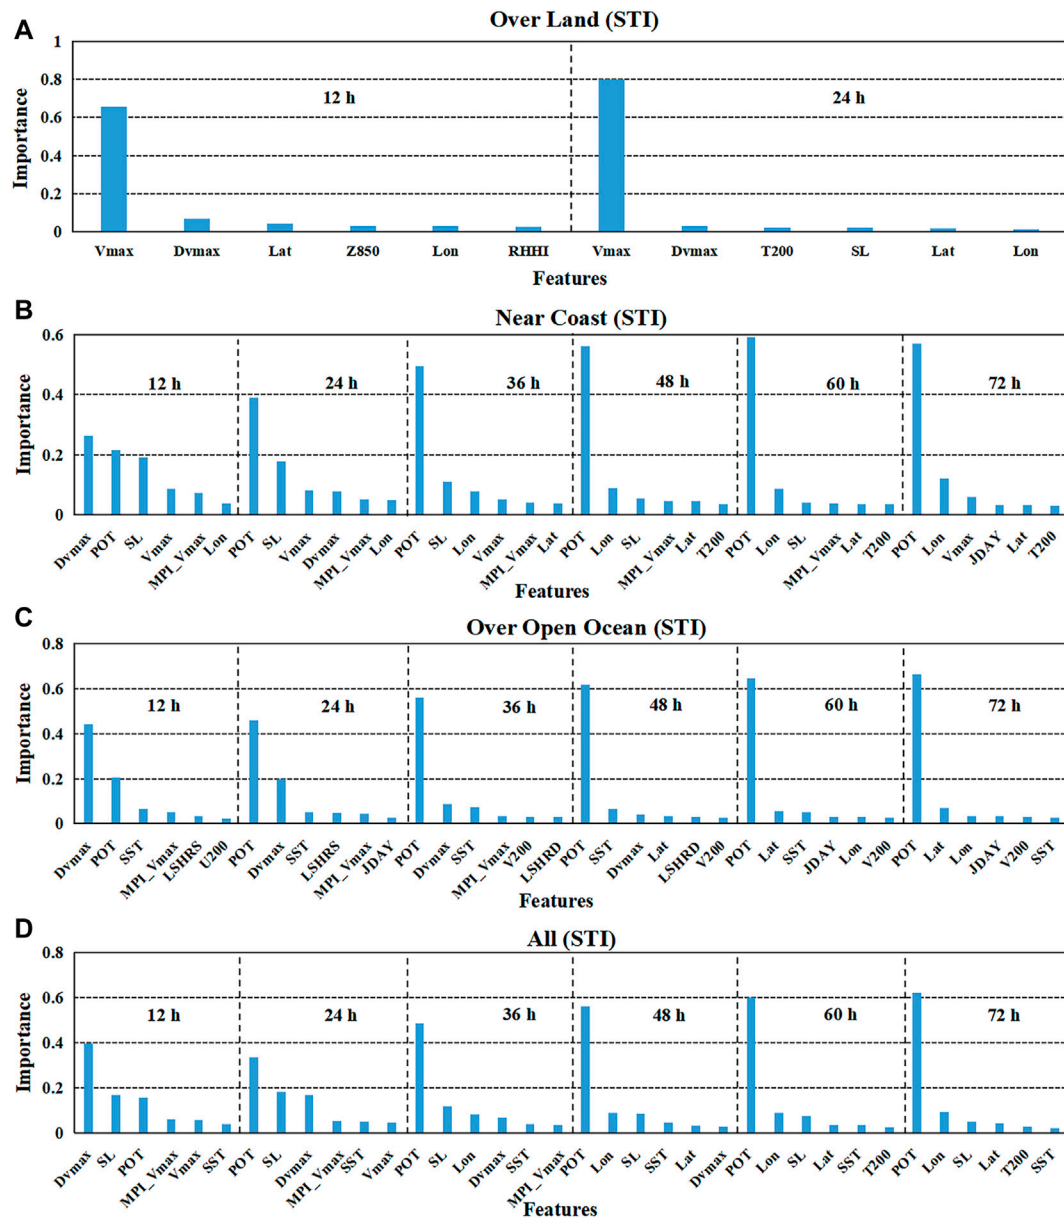 A
Over Land (STI)
1
0.8
0.6
0.4
0.2
0
Importance
12 h
24 h
Vmax Dvmax Lat Z850 Lon RHHI Vmax Dvmax T200 SL Lat Lon
Features
B
Near Coast (STI)
0.6
0.4
0.2
0
Importance
12 h
24 h
36 h
48 h
60 h
72 h
Dvmax POT SL Vmax MPI_Vmax Lon POT SL Vmax Dvmax MPI_Vmax Lon POT SL Lon Vmax MPI_Vmax Lat POT Lon SL MPI_Vmax Lat T200 POT Lon SL MPI_Vmax Lat T200 POT Lon Vmax JDAY Lat T200
Features
C
Over Open Ocean (STI)
0.8
0.6
0.4
0.2
0
Importance
12 h
24 h
36 h
48 h
60 h
72 h
Dvmax POT SST MPI_Vmax LSHRS U200 POT Dvmax SST LSHRS MPI_Vmax JDAY POT Dvmax SST MPI_Vmax V200 LSHRD POT SST Dvmax Lat LSHRD V200 POT Lat SST JDAY Lon V200 POT Lat Lon JDAY V200 SST
Features
D
All (STI)
0.8
0.6
0.4
0.2
0
Importance
12 h
24 h
36 h
48 h
60 h
72 h
Dvmax SL POT MPI_Vmax Vmax SST POT SL Dvmax MPI_Vmax SST Vmax POT SL Lon Dvmax SST MPI_Vmax POT Lon SL SST Lat Dvmax POT Lon SL Lat SST T200 POT Lon SL Lat T200 SST
Features